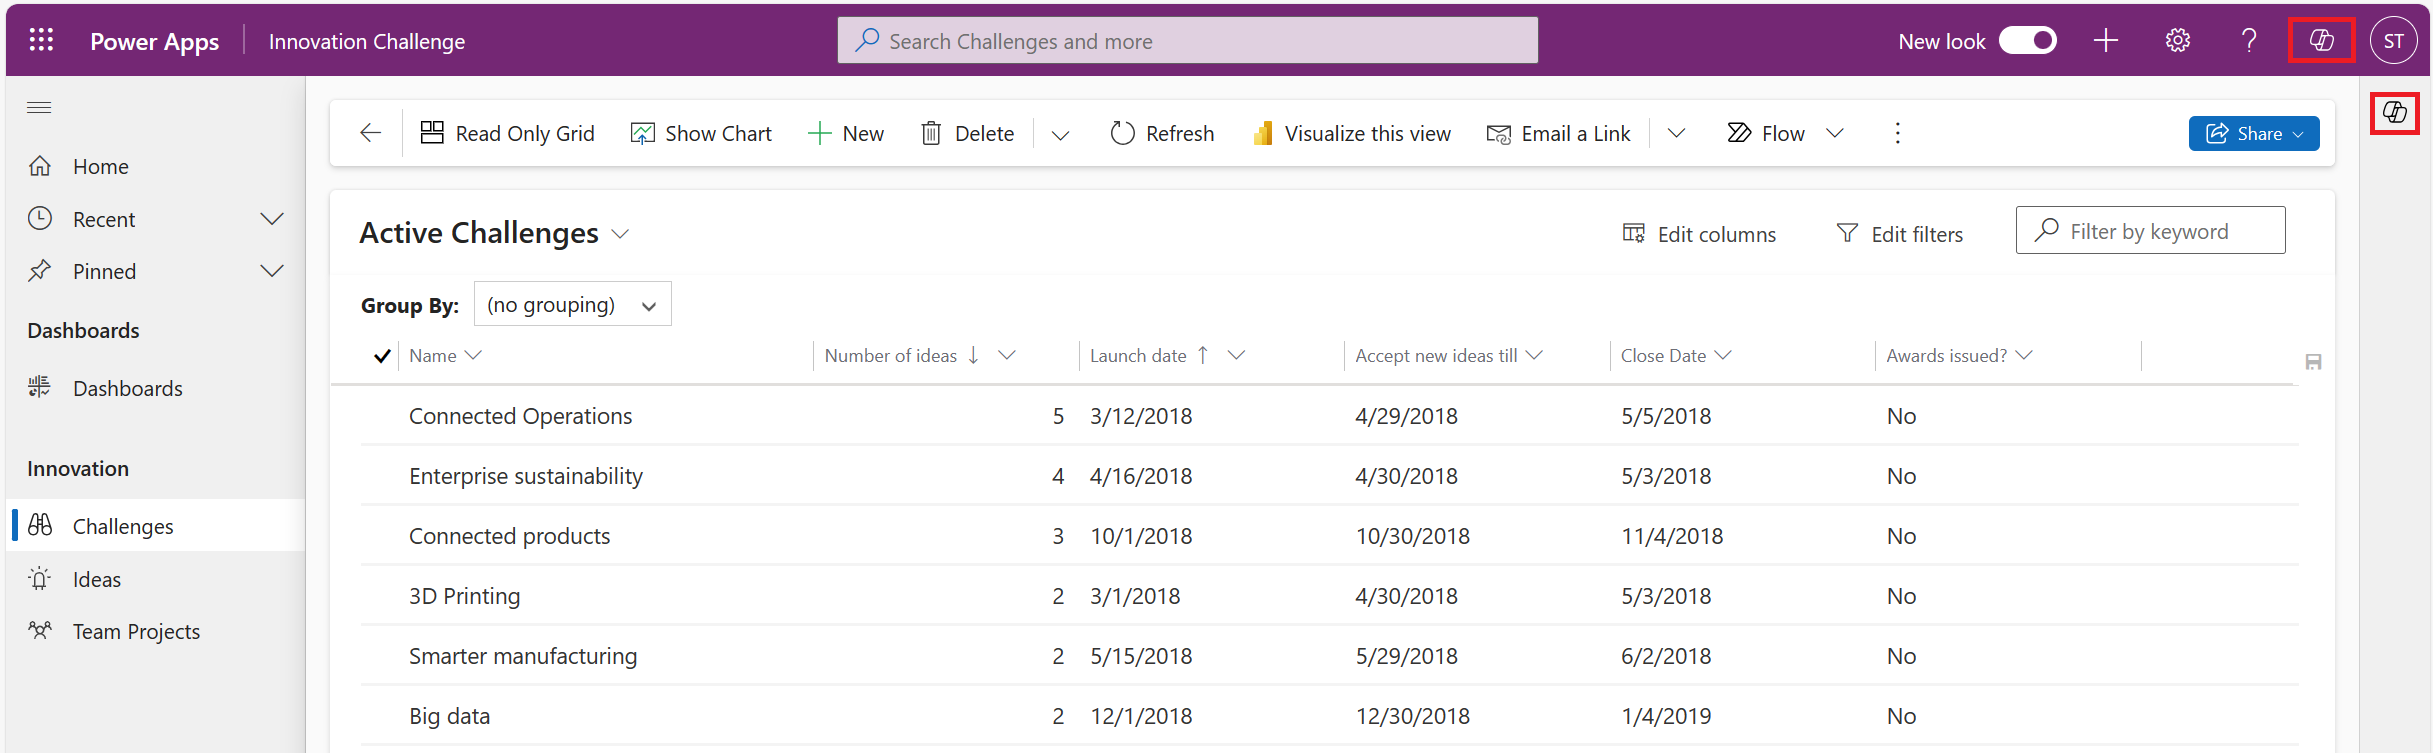 Power Apps Innovation Challenge Search Challenges and more New look ST
Read Only Grid Show Chart New Delete Refresh Visualize this view Email a Link Flow Share
Home
Recent
Pinned
Dashboards
Dashboards
Innovation
Challenges
Ideas
Team Projects
Active Challenges Edit columns Edit filters Filter by keyword
Group By: (no grouping)
Name Number of ideas Launch date Accept new ideas till Close Date Awards issued?
Connected Operations 5 3/12/2018 4/29/2018 5/5/2018 No
Enterprise sustainability 4 4/16/2018 4/30/2018 5/3/2018 No
Connected products 3 10/1/2018 10/30/2018 11/4/2018 No
3D Printing 2 3/1/2018 4/30/2018 5/3/2018 No
Smarter manufacturing 2 5/15/2018 5/29/2018 6/2/2018 No
Big data 2 12/1/2018 12/30/2018 1/4/2019 No